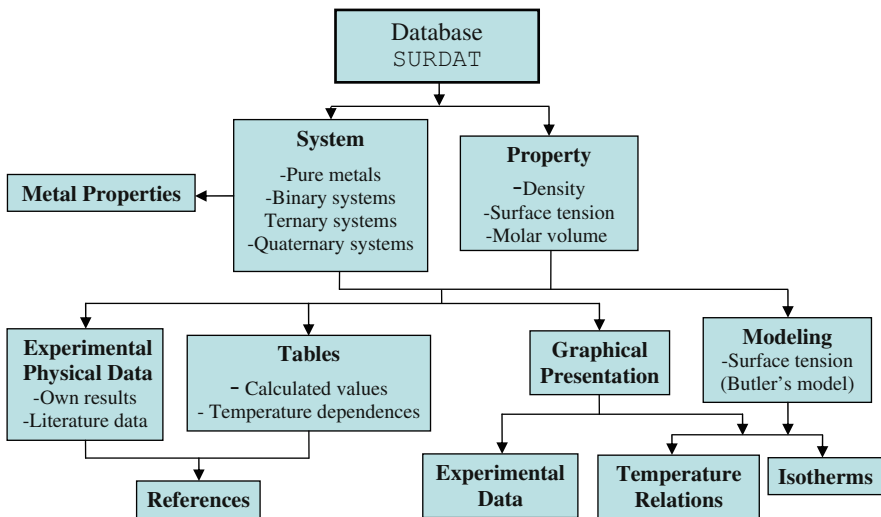 Database
SURDAT
System
-Pure metals
-Binary systems
Ternary systems
-Quaternary systems
Property
-Density
-Surface tension
-Molar volume
Metal Properties
Experimental
Physical Data
-Own results
-Literature data
Tables
- Calculated values
- Temperature dependences
Graphical
Presentation
Modeling
-Surface tension
(Butler's model)
References
Experimental
Data
Temperature
Relations
Isotherms